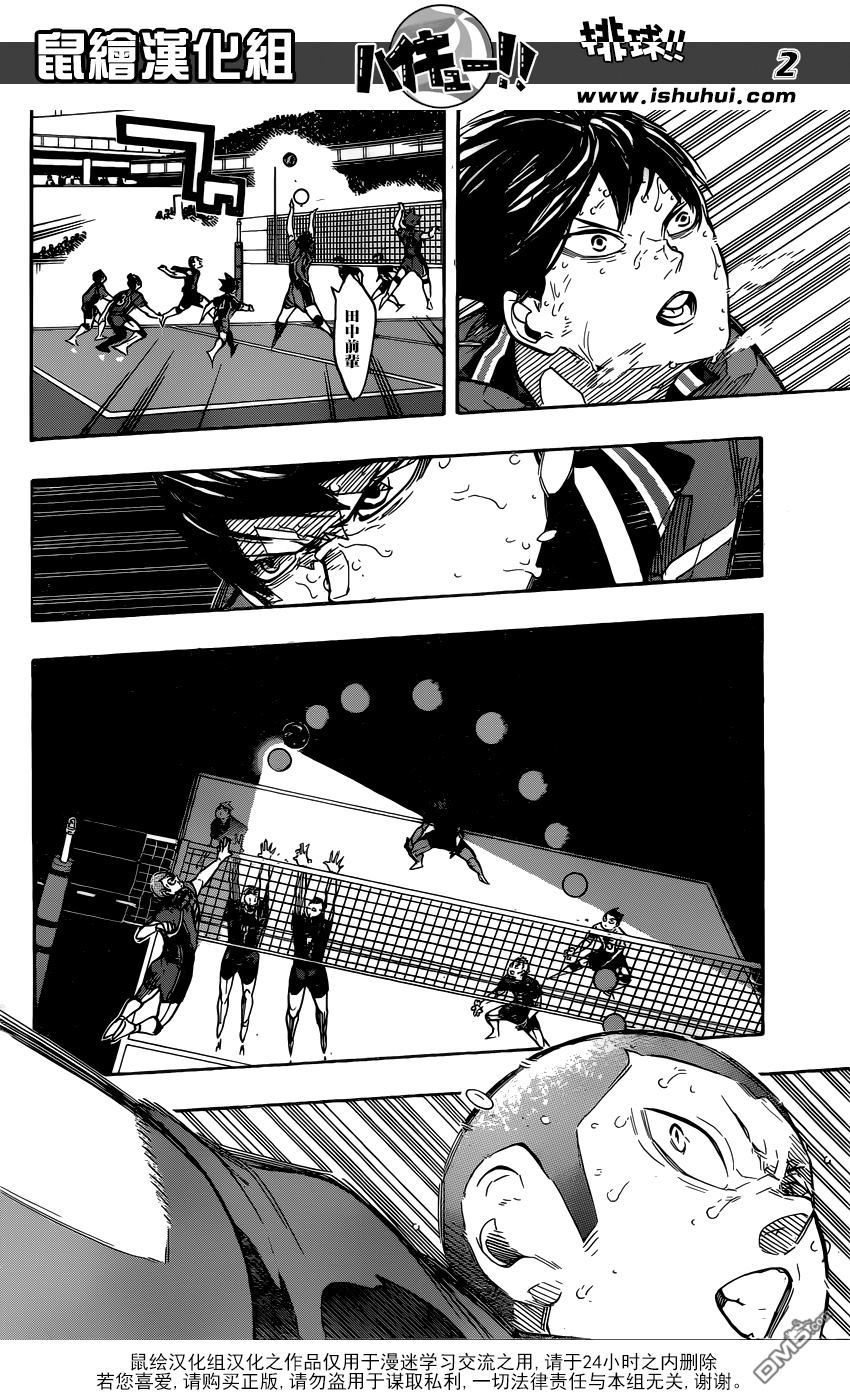 鼠繪漢化組
ハイキュー!!
排球!!
2
www.ishuhui.com
田中前輩
鼠绘汉化组汉化之作品仅用于漫迷学习交流之用,请于24小时之内删除
若您喜爱,请购买正版,请勿用于谋取私利,一切法律责任与本组无关,谢谢。